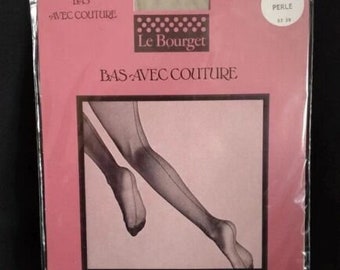 BAS
AVEC COUTURE
Le Bourget
PERLE
BAS AVEC COUTURE